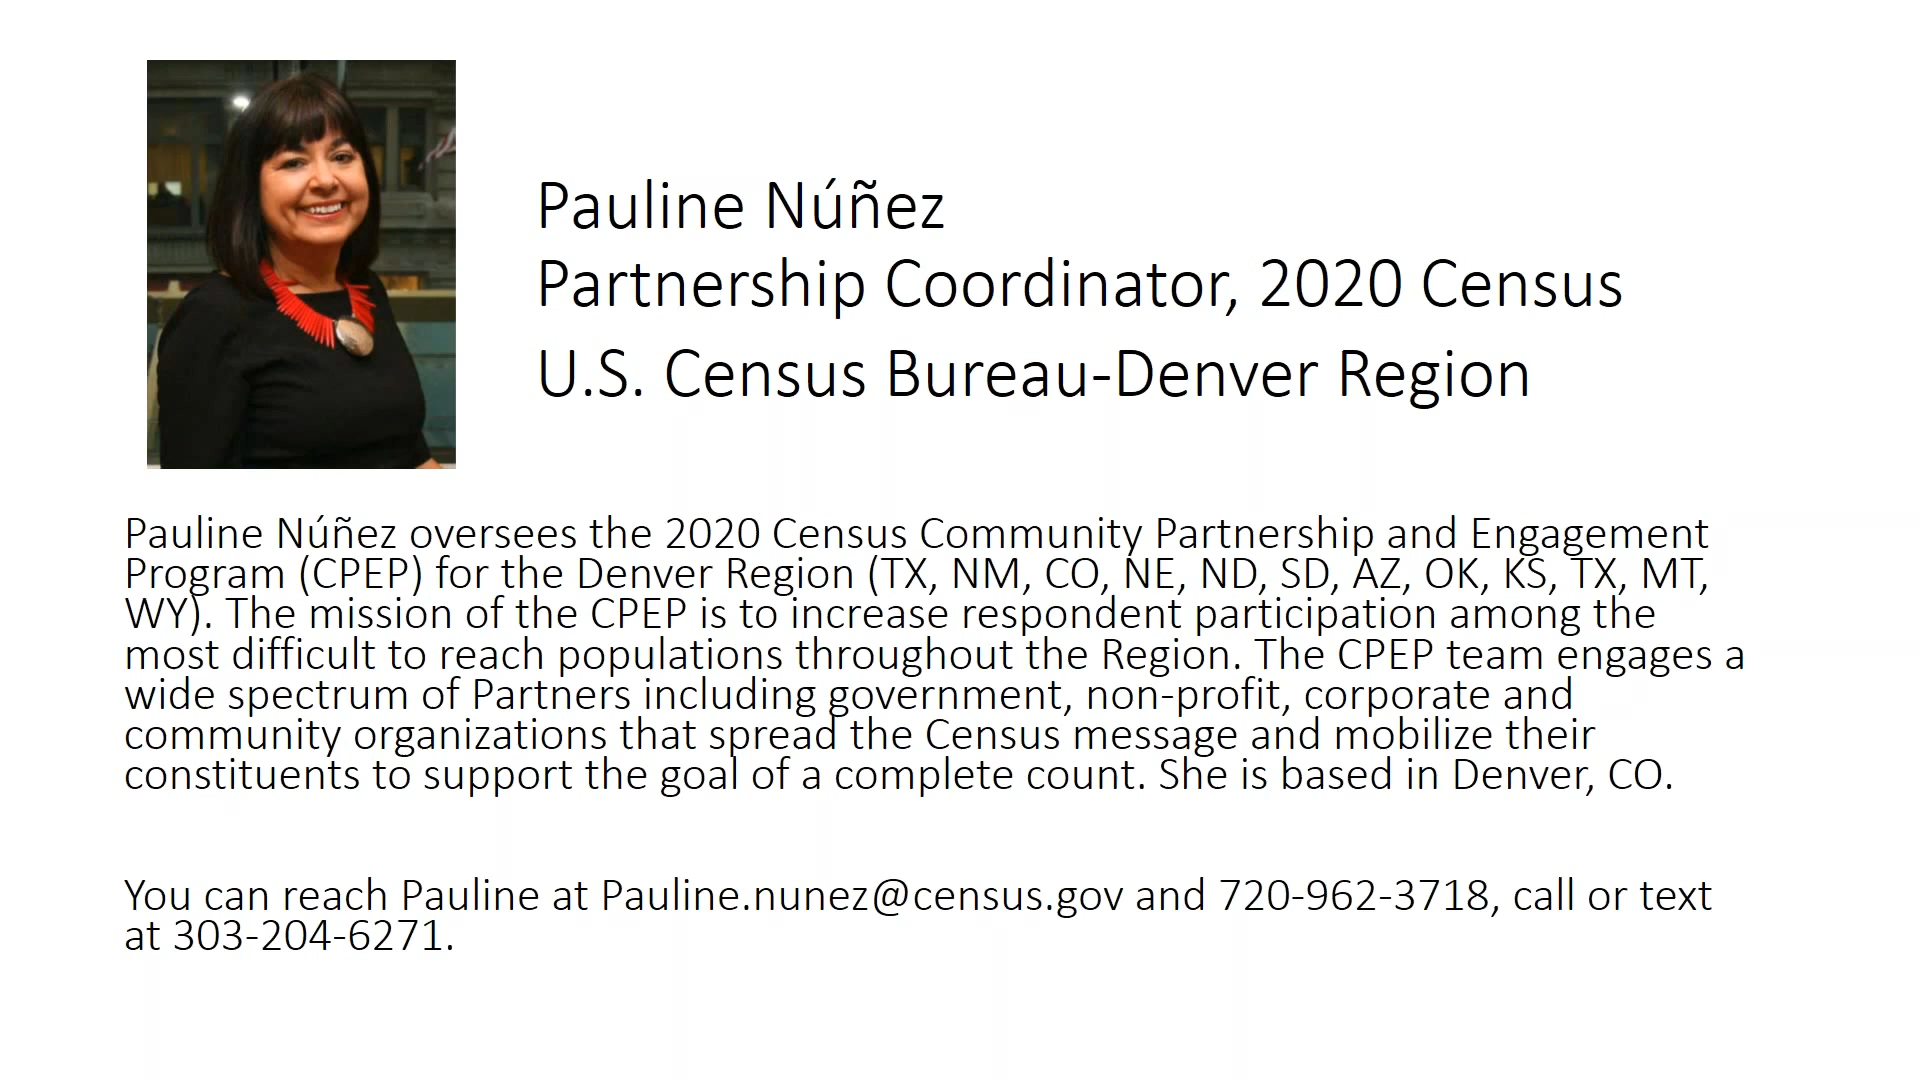 Pauline Núñez
Partnership Coordinator, 2020 Census
U.S. Census Bureau-Denver Region
Pauline Núñez oversees the 2020 Census Community Partnership and Engagement
Program (CPEP) for the Denver Region (TX, NM, CO, NE, ND, SD, AZ, OK, KS, TX, MT,
WY). The mission of the CPEP is to increase respondent participation among the
most difficult to reach populations throughout the Region. The CPEP team engages a
wide spectrum of Partners including government, non-profit, corporate and
community organizations that spread the Census message and mobilize their
constituents to support the goal of a complete count. She is based in Denver, CO.
You can reach Pauline at Pauline.nunez@census.gov and 720-962-3718, call or text
at 303-204-6271.